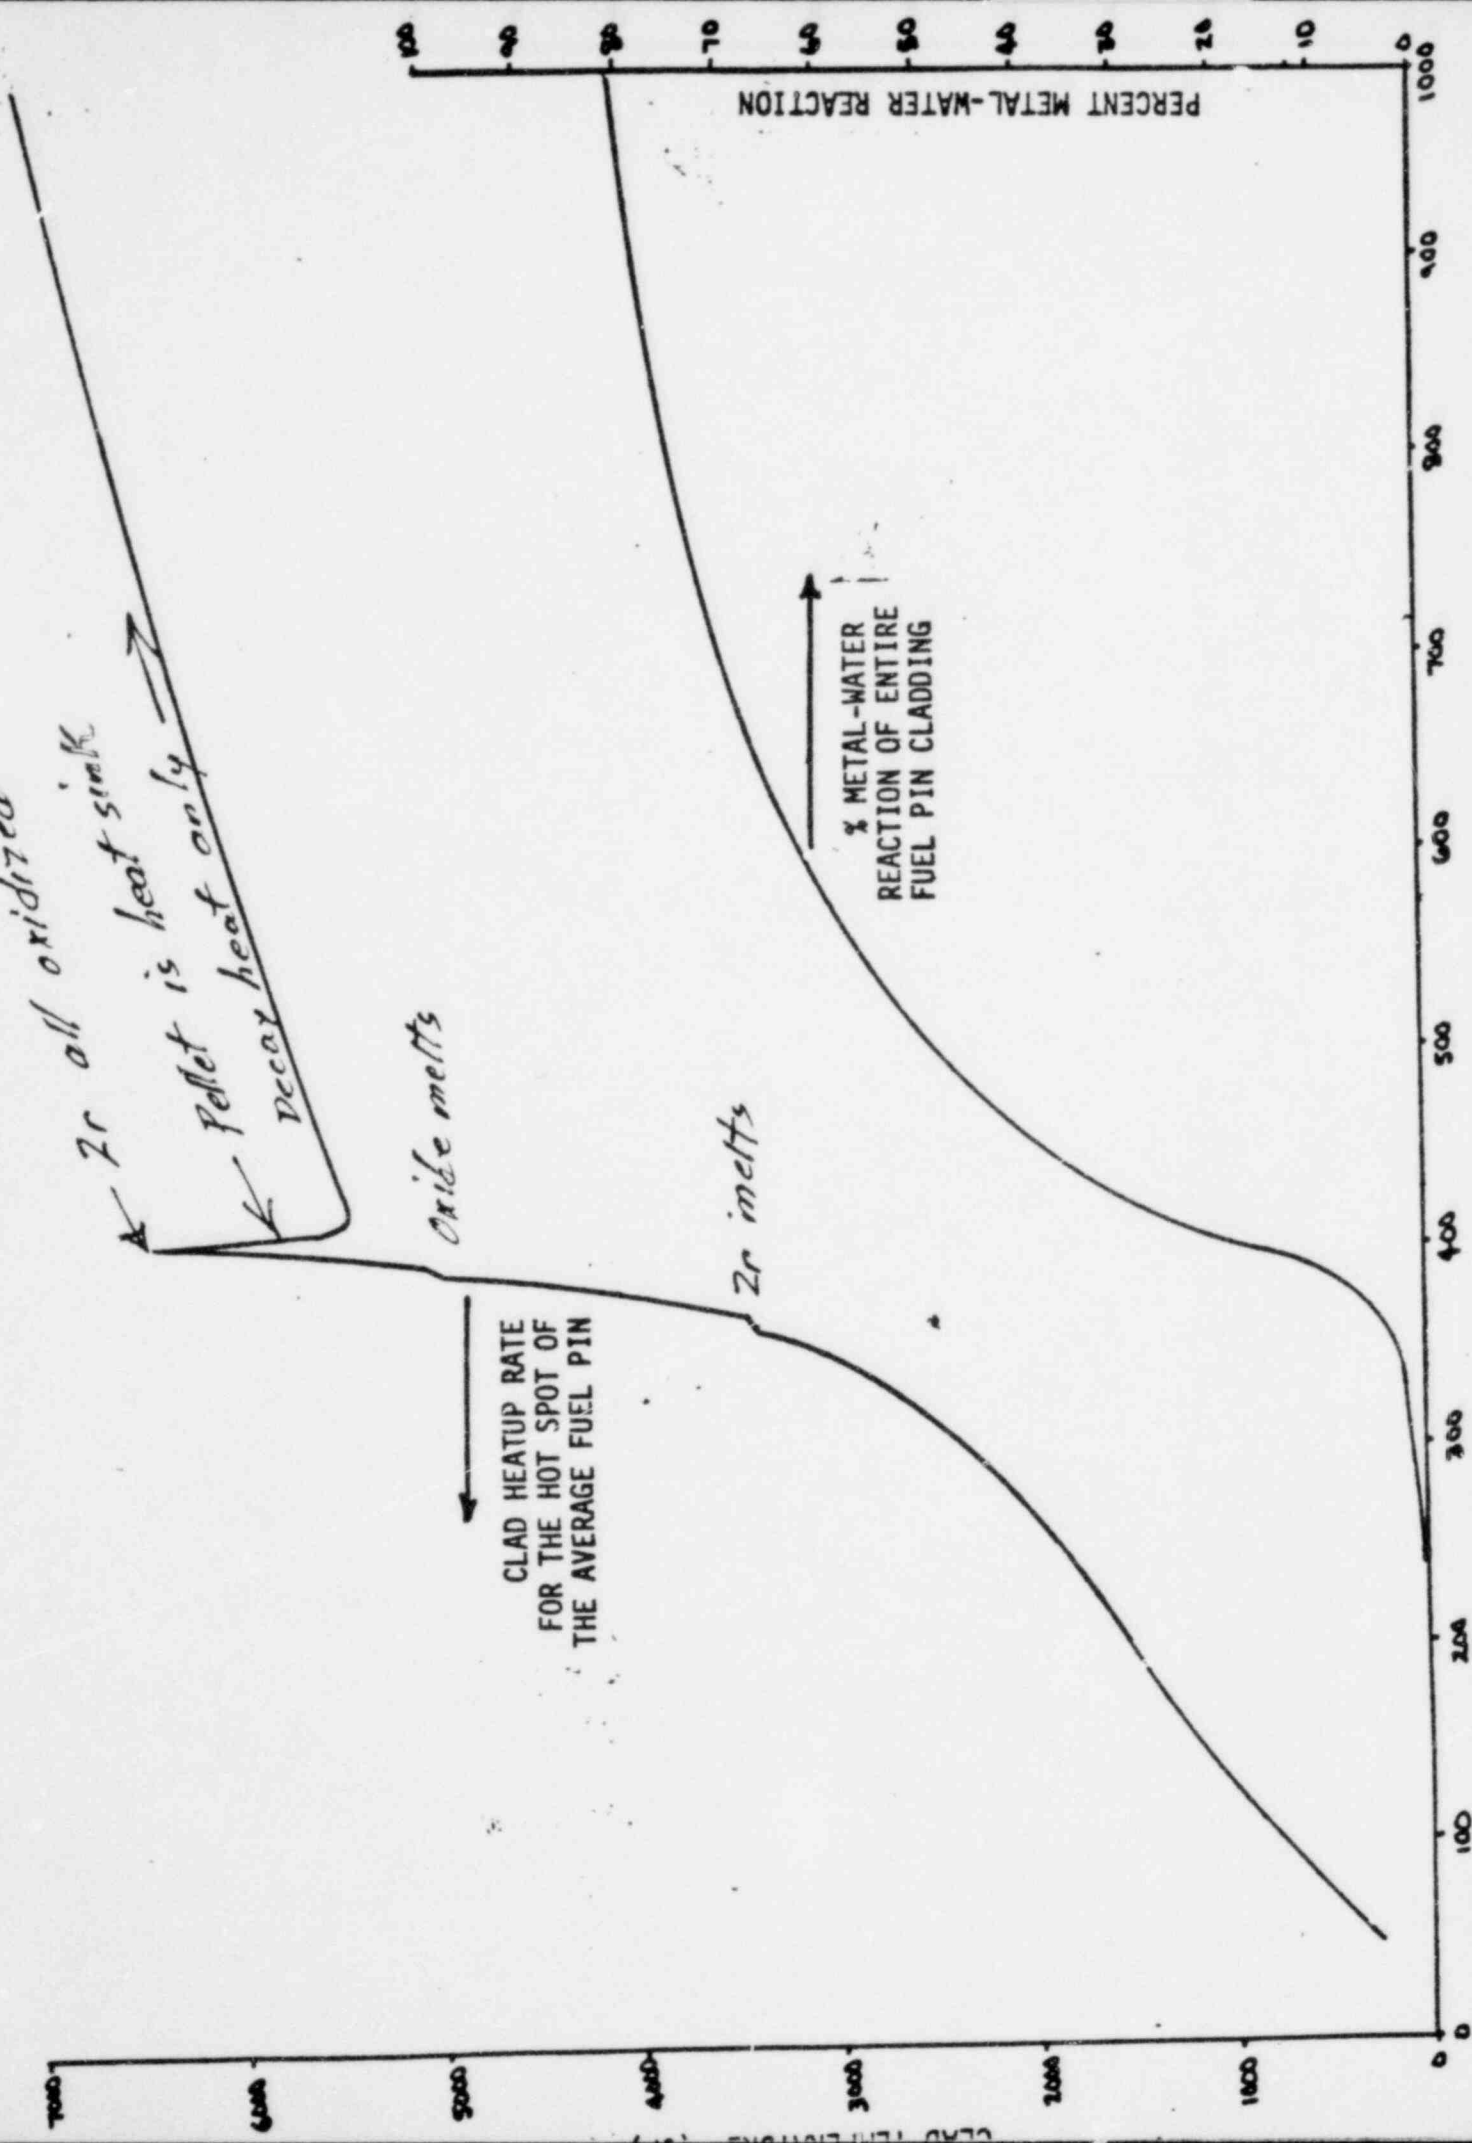 Zr all oxidized
Pellet is heat sink
Decay heat only
Oxide melts
Zr melts
CLAD HEATUP RATE
FOR THE HOT SPOT OF
THE AVERAGE FUEL PIN
% METAL-WATER
REACTION OF ENTIRE
FUEL PIN CLADDING
7000
6000
5000
4000
3000
2000
1000
0
0
100
200
300
400
500
600
700
800
900
1000
PERCENT METAL-WATER REACTION
100
90
80
70
60
50
40
30
20
10
0